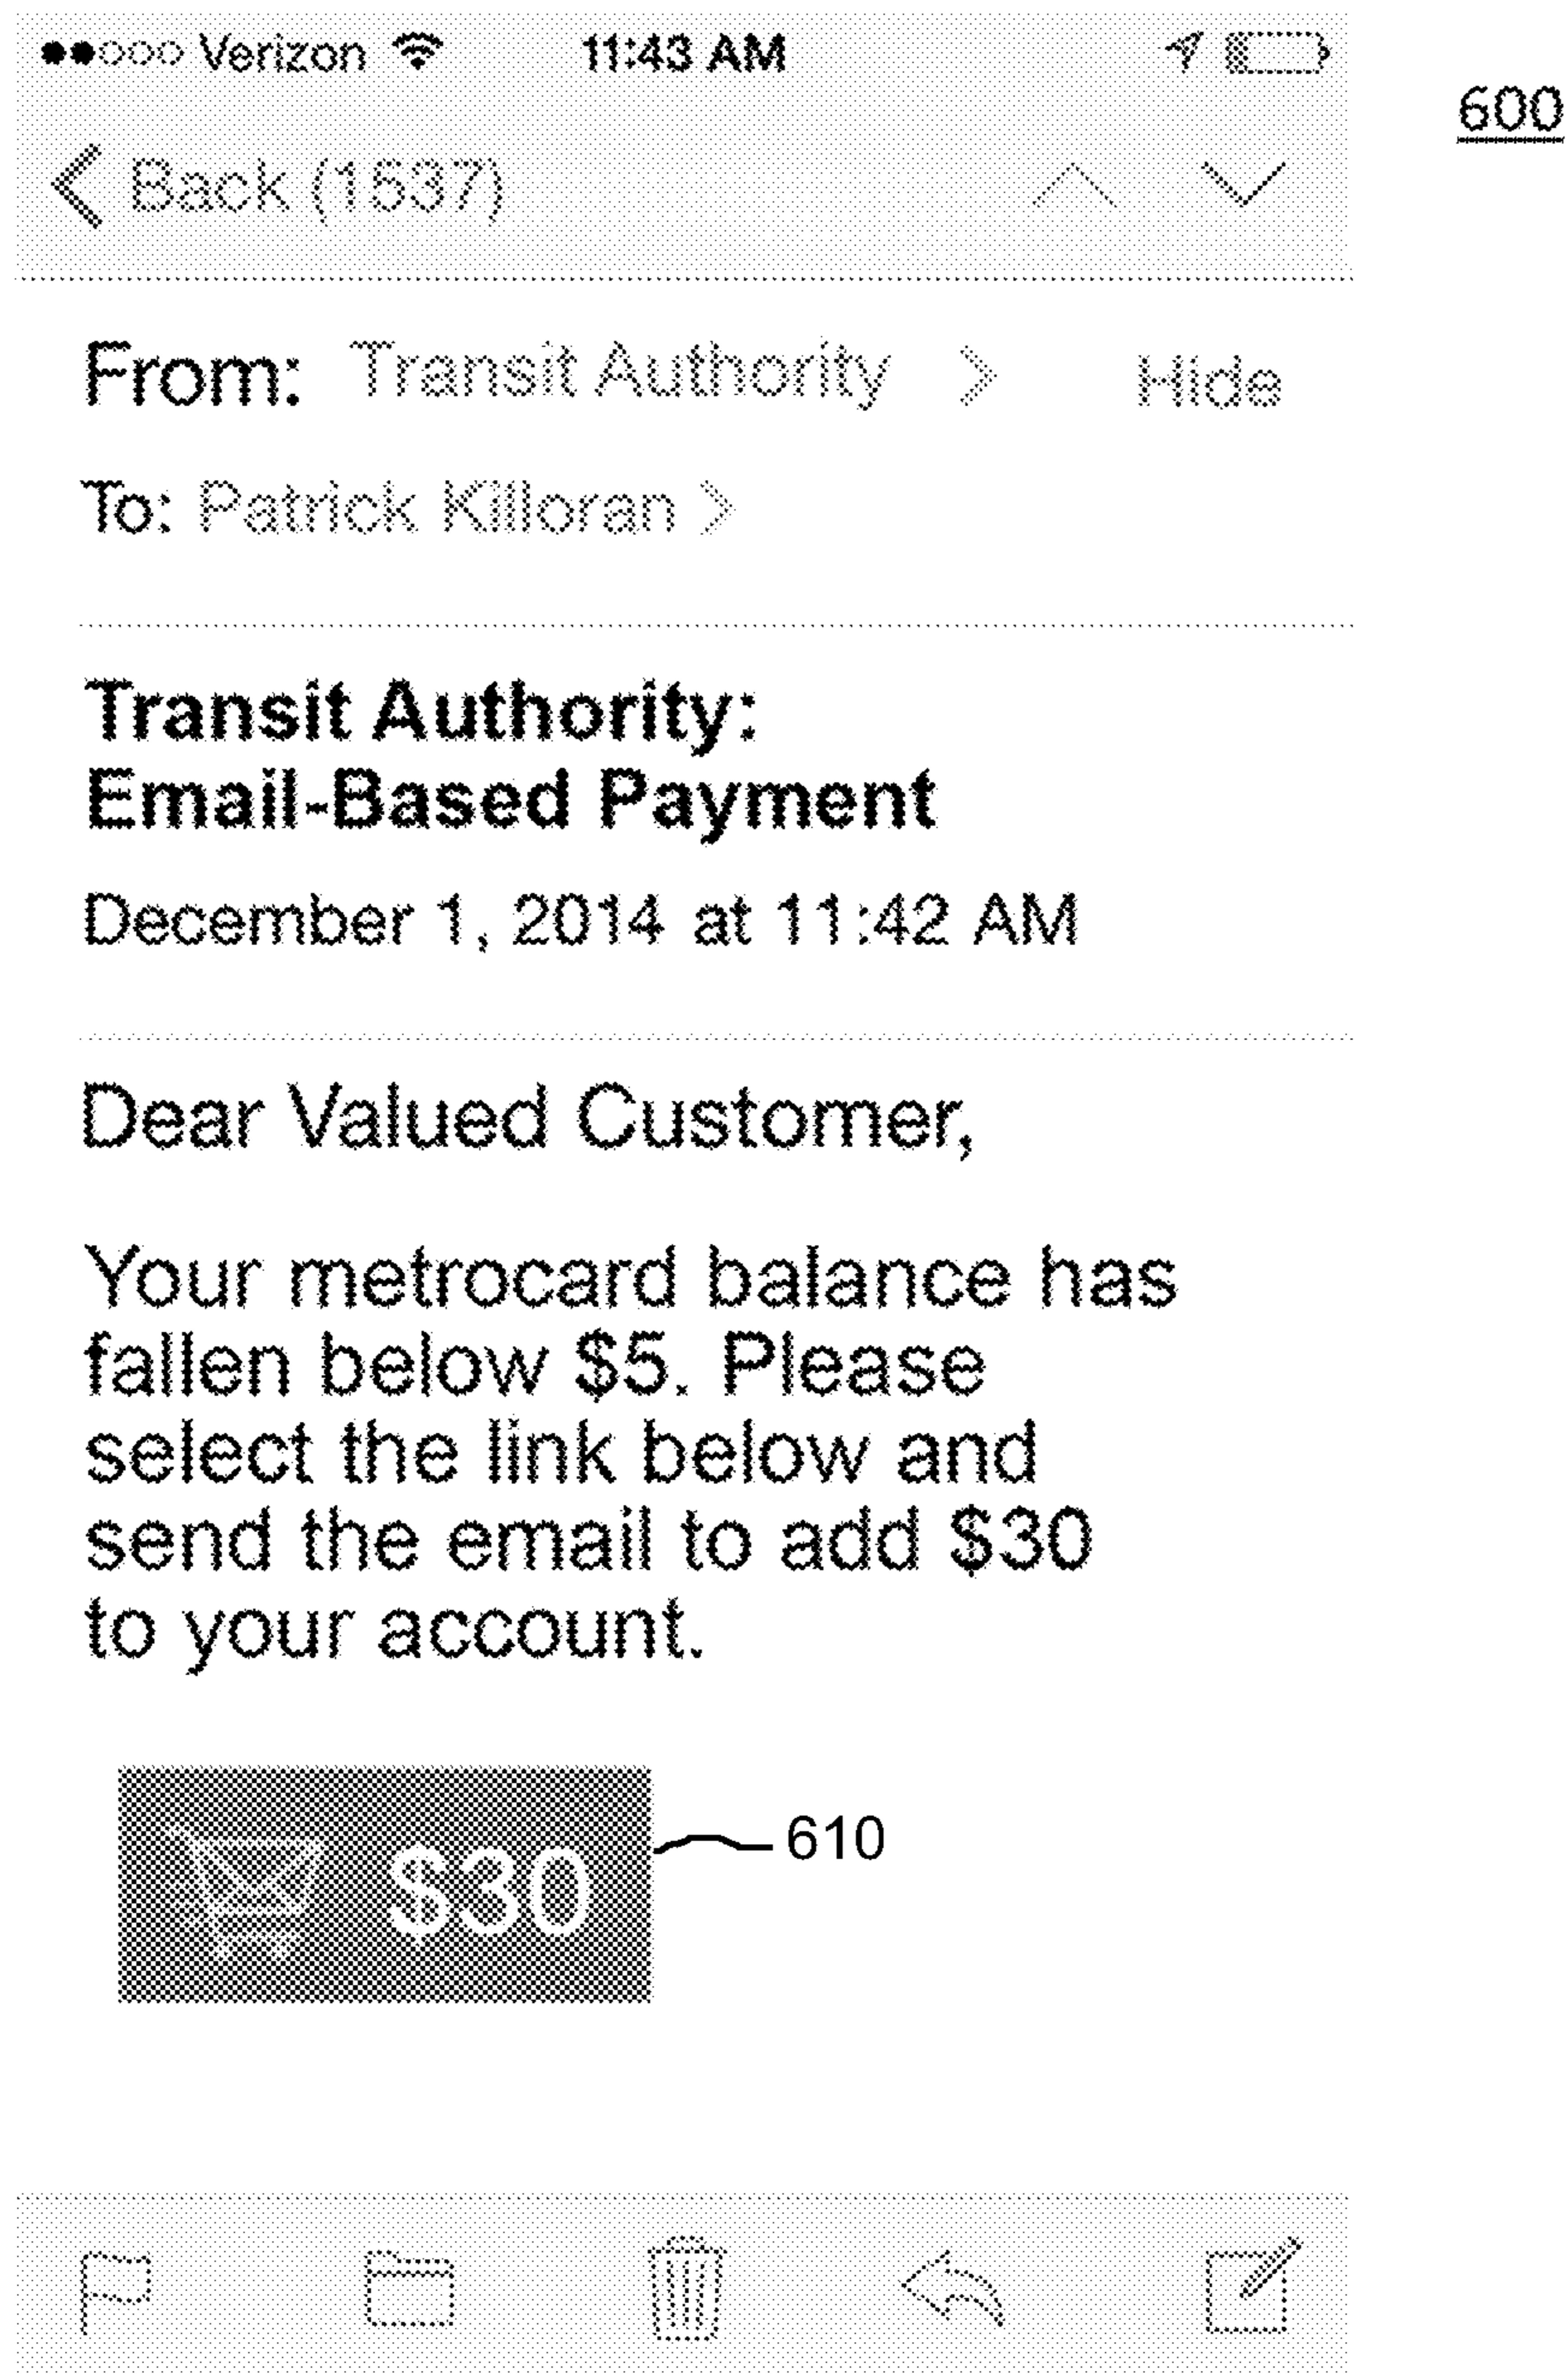 Verizon 11:43 AM
600
Back (1537)
From: Transit Authority > Hide
To: Patrick Killoran >
Transit Authority:
Email-Based Payment
December 1, 2014 at 11:42 AM
Dear Valued Customer,
Your metrocard balance has
fallen below $5. Please
select the link below and
send the email to add $30
to your account.
$30
610